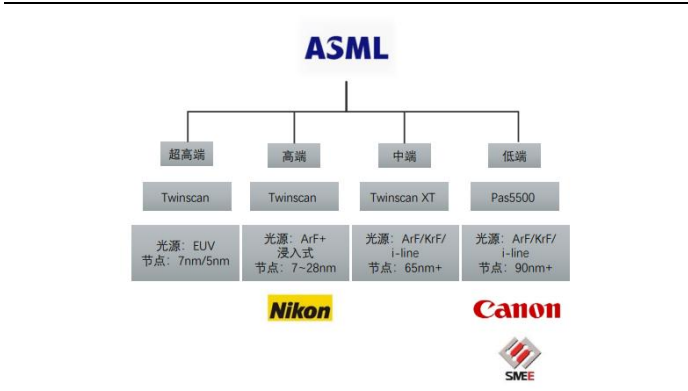 ASML
超高端
高端
中端
低端
Twinscan
Twinscan
Twinscan XT
Pas5500
光源：EUV
节点：7nm/5nm
光源：ArF+
浸入式
节点：7~28nm
光源：ArF/KrF/
i-line
节点：65nm+
光源：ArF/KrF/
i-line
节点：90nm+
Nikon
Canon
SMEE